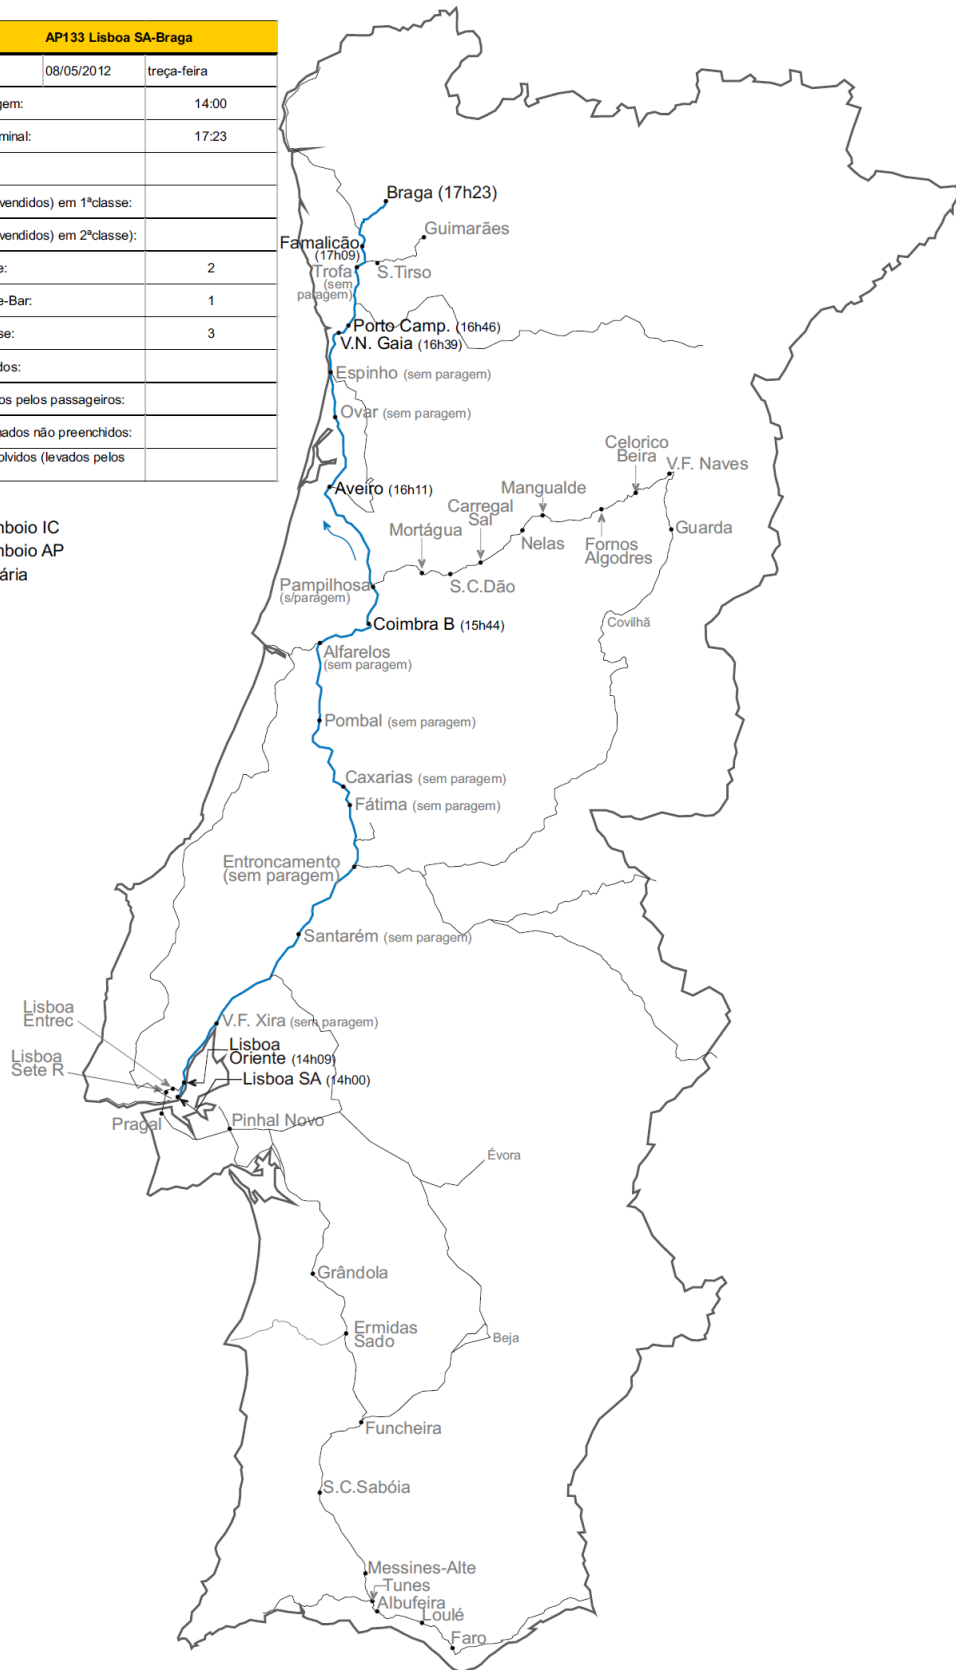 AP133 Lisboa SA-Braga
08/05/2012 treça-feira
gem: 14:00
minal: 17:23
vendidos) em 1ªclasse:
vendidos) em 2ªclasse):
e: 2
e-Bar: 1
se: 3
dos:
os pelos passageiros:
nados não preenchidos:
olvidos (levados pelos
nboio IC
nboio AP
ária
Braga (17h23)
Guimarães
Famalicão
(17h09)
Trofa
(sem
paragem)
S.Tirso
Porto Camp. (16h46)
V.N. Gaia (16h39)
Espinho (sem paragem)
Ovar (sem paragem)
Celorico
Beira
V.F. Naves
Aveiro (16h11)
Mangualde
Carregal
Sal
Mortágua
Nelas
Fornos
Algodres
Guarda
Pampilhosa
(s/paragem)
S.C.Dão
Coimbra B (15h44)
Covilhã
Alfarelos
(sem paragem)
Pombal (sem paragem)
Caxarias (sem paragem)
Fátima (sem paragem)
Entroncamento
(sem paragem)
Santarém (sem paragem)
Lisboa
Entrec
V.F. Xira (sem paragem)
Lisboa
Oriente (14h09)
Lisboa
Sete R
Lisboa SA (14h00)
Pragal
Pinhal Novo
Évora
Grândola
Ermidas
Sado
Beja
Funcheira
S.C.Sabóia
Messines-Alte
Tunes
Albufeira
Loulé
Faro